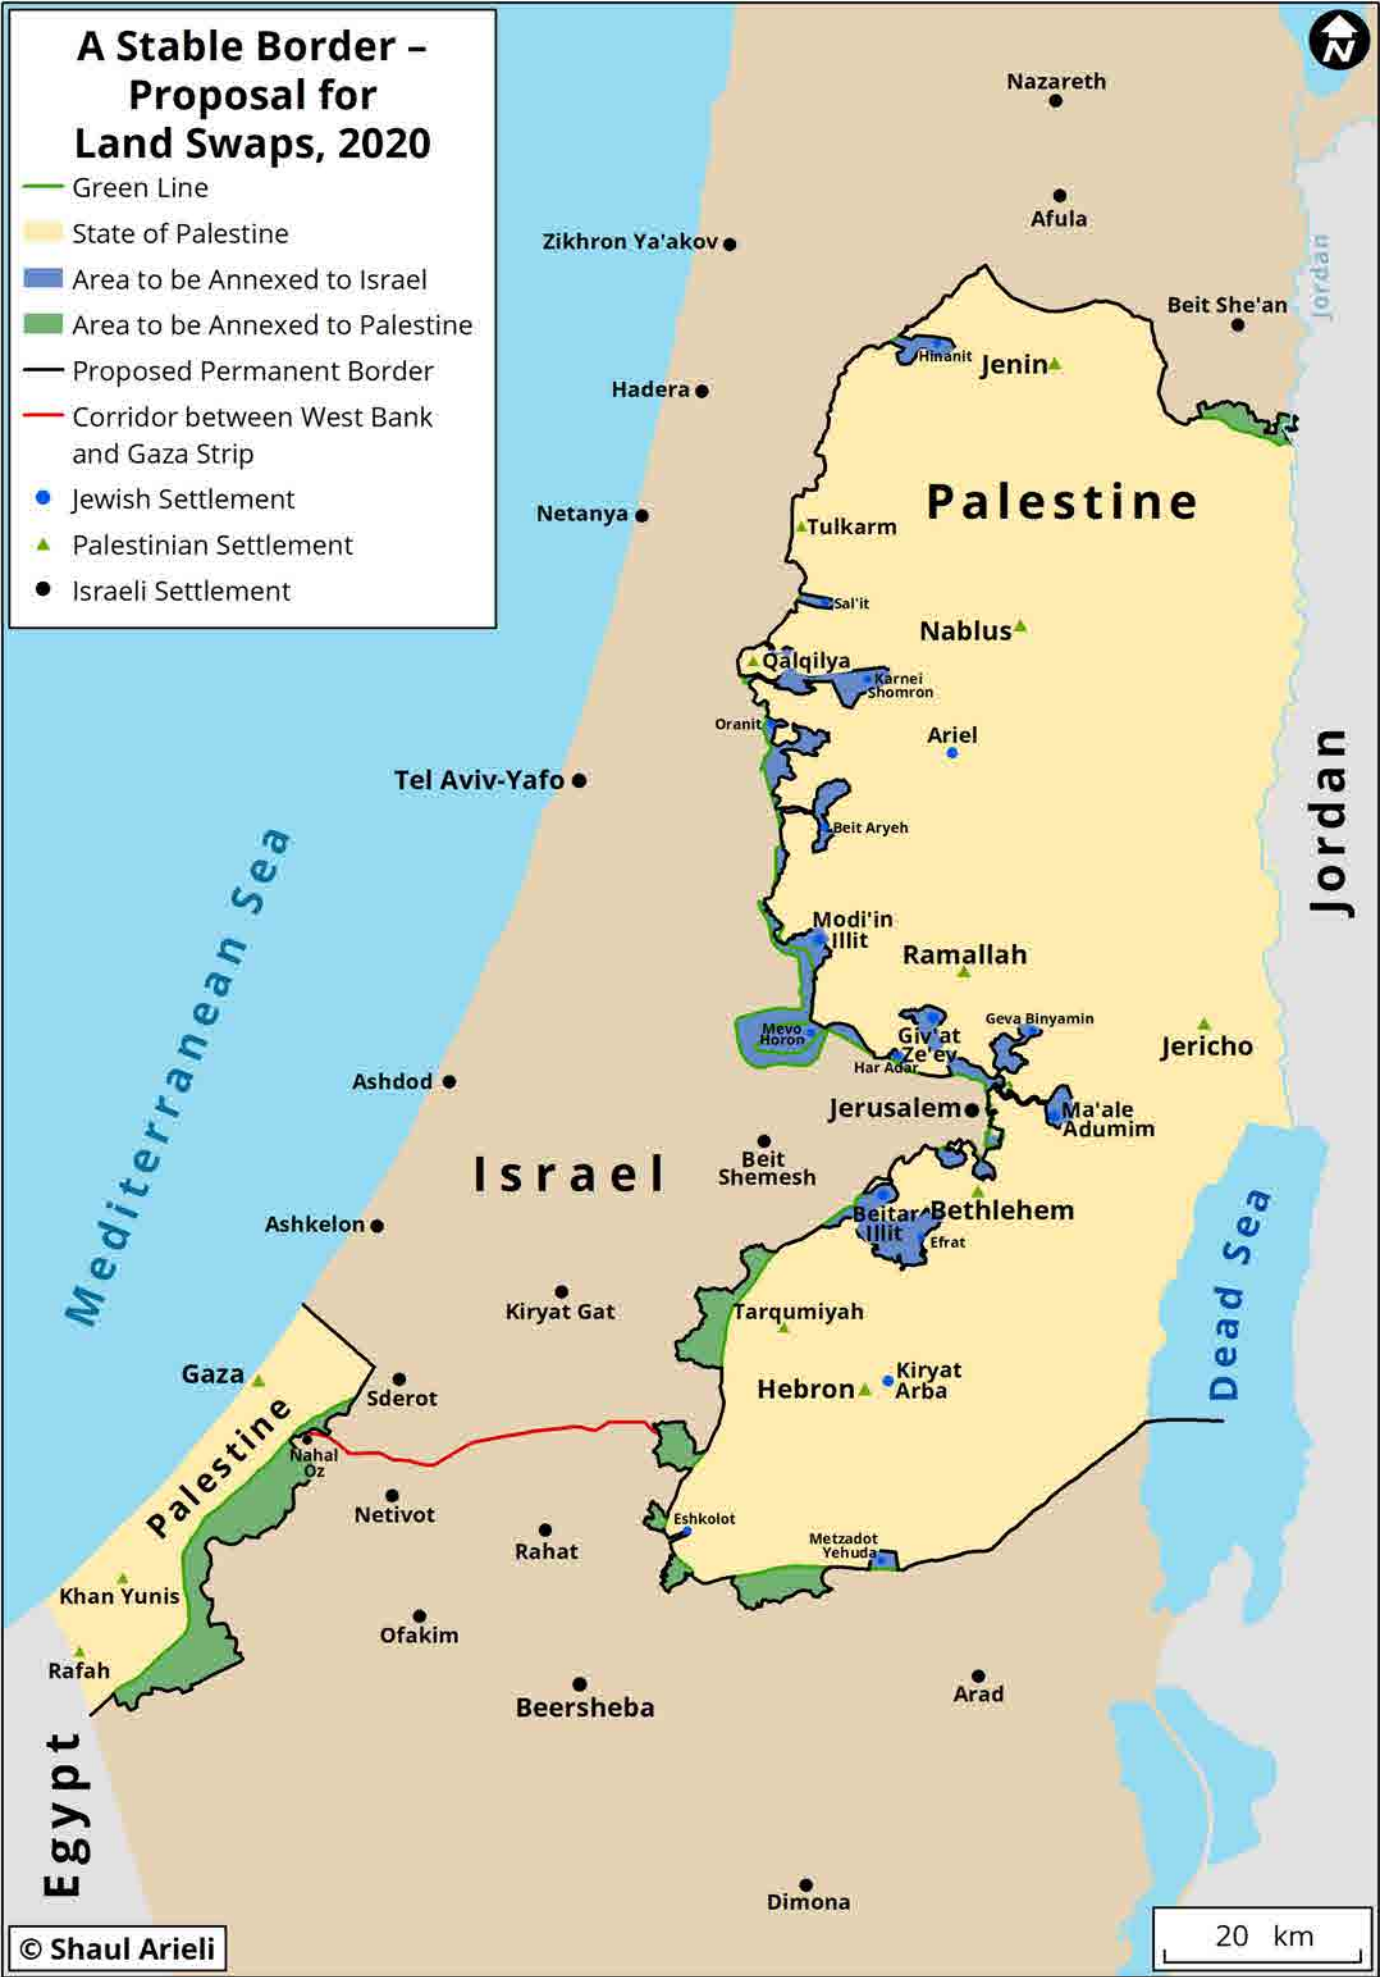 A Stable Border –
Proposal for
Land Swaps, 2020
Green Line
State of Palestine
Area to be Annexed to Israel
Area to be Annexed to Palestine
Proposed Permanent Border
Corridor between West Bank
and Gaza Strip
Jewish Settlement
Palestinian Settlement
Israeli Settlement
N
Nazareth
Afula
Zikhron Ya'akov
Jordan
Beit She'an
Hinanit
Jenin
Hadera
Palestine
Netanya
Tulkarm
Sal'it
Nablus
Qalqilya
Karnei
Shomron
Oranit
Ariel
Tel Aviv-Yafo
Jordan
Beit Aryeh
Mediterranean Sea
Modi'in
Illit
Ramallah
Geva Binyamin
Mevo
Horon
Giv'at
Ze'ev
Har Adar
Jericho
Ashdod
Jerusalem
Ma'ale
Adumim
Beit
Shemesh
Israel
Ashkelon
Beitar
Illit
Bethlehem
Efrat
Dead Sea
Kiryat Gat
Tarqumiyah
Gaza
Sderot
Hebron
Kiryat
Arba
Palestine
Nahal
Oz
Netivot
Eshkolot
Metzadot
Yehuda
Rahat
Khan Yunis
Ofakim
Rafah
Arad
Beersheba
Egypt
Dimona
© Shaul Arieli
20 km